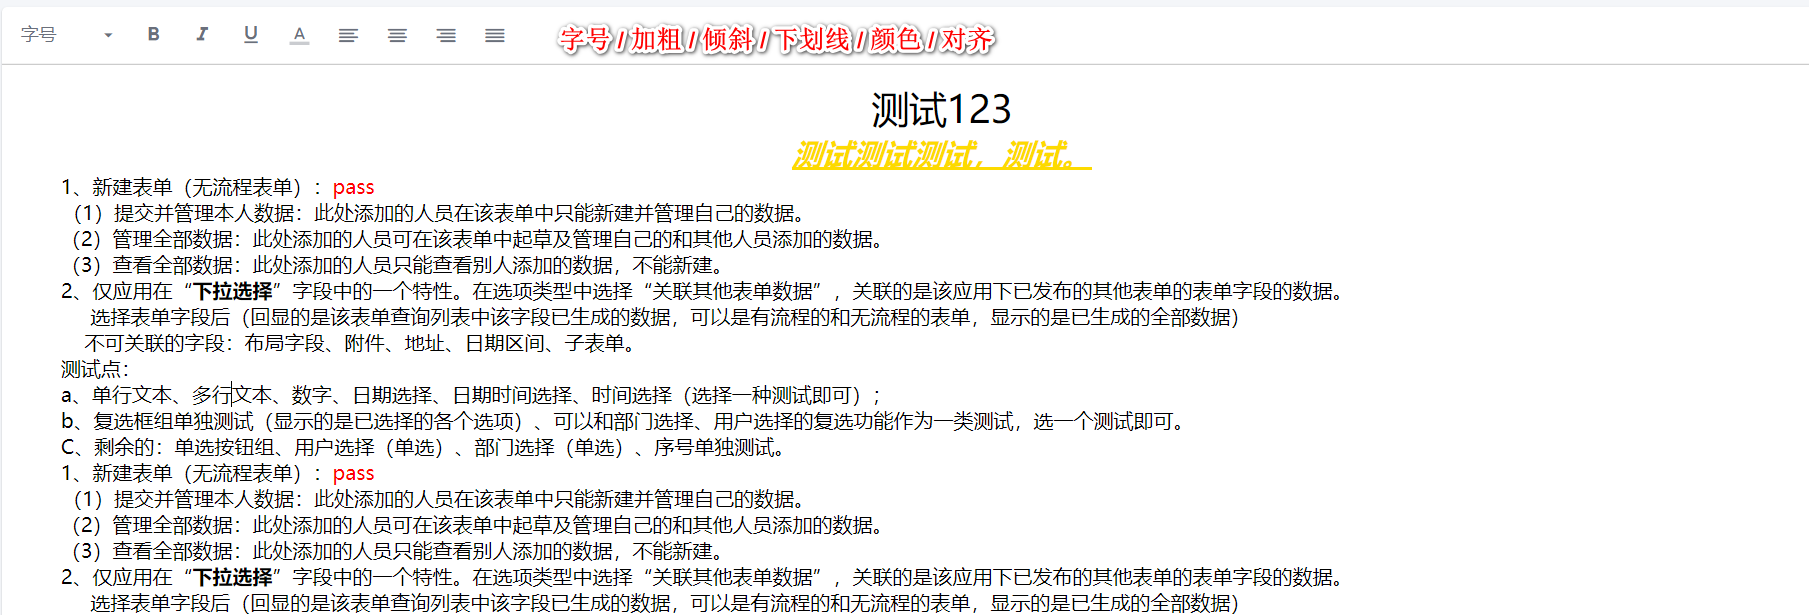 字号 B I U A 字号 / 加粗 / 倾斜 / 下划线 / 颜色 / 对齐
测试123
测试测试测试，测试。
1、新建表单（无流程表单）：pass
（1）提交并管理本人数据：此处添加的人员在该表单中只能新建并管理自己的数据。
（2）管理全部数据：此处添加的人员可在该表单中起草及管理自己的和其他人员添加的数据。
（3）查看全部数据：此处添加的人员只能查看别人添加的数据，不能新建。
2、仅应用在“下拉选择”字段中的一个特性。在选项类型中选择“关联其他表单数据”，关联的是该应用下已发布的其他表单的表单字段的数据。
选择表单字段后（回显的是该表单查询列表中该字段已生成的数据，可以是有流程的和无流程的表单，显示的是已生成的全部数据）
不可关联的字段：布局字段、附件、地址、日期区间、子表单。
测试点：
a、单行文本、多行文本、数字、日期选择、日期时间选择、时间选择（选择一种测试即可）；
b、复选框组单独测试（显示的是已选择的各个选项）、可以和部门选择、用户选择的复选功能作为一类测试，选一个测试即可。
C、剩余的：单选按钮组、用户选择（单选）、部门选择（单选）、序号单独测试。
1、新建表单（无流程表单）：pass
（1）提交并管理本人数据：此处添加的人员在该表单中只能新建并管理自己的数据。
（2）管理全部数据：此处添加的人员可在该表单中起草及管理自己的和其他人员添加的数据。
（3）查看全部数据：此处添加的人员只能查看别人添加的数据，不能新建。
2、仅应用在“下拉选择”字段中的一个特性。在选项类型中选择“关联其他表单数据”，关联的是该应用下已发布的其他表单的表单字段的数据。
选择表单字段后（回显的是该表单查询列表中该字段已生成的数据，可以是有流程的和无流程的表单，显示的是已生成的全部数据）